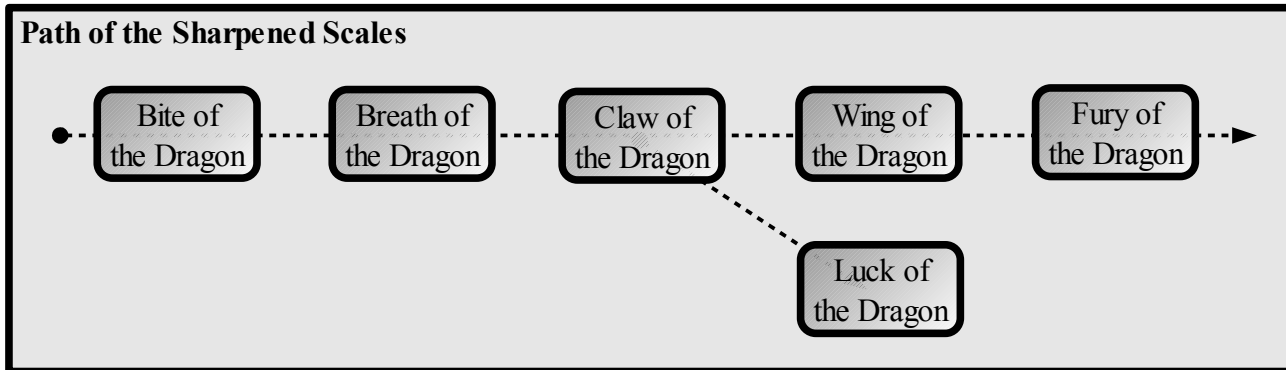 Path of the Sharpened Scales
Bite of
the Dragon
Breath of
the Dragon
Claw of
the Dragon
Wing of
the Dragon
Fury of
the Dragon
Luck of
the Dragon